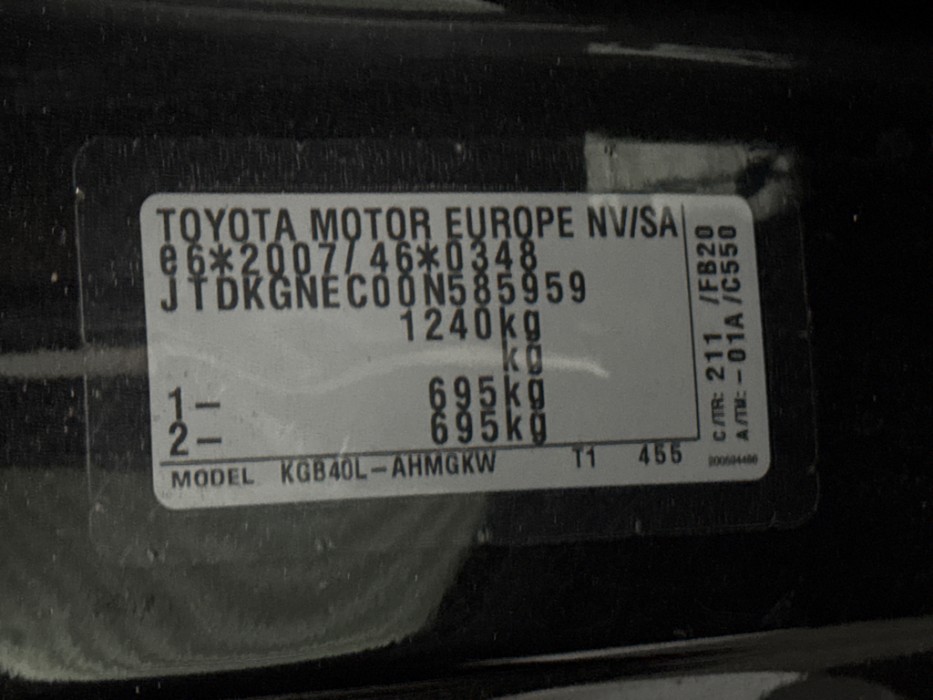 TOYOTA MOTOR EUROPE NV/SA
e6*2007/46*0348
JTDKGNEC00N585959
1240kg
kg
1- 695kg
2- 695kg
MODEL KGB40L-AHMGKW T1 455
C/TR: 211 /FB20
A/TM: -01A /C550